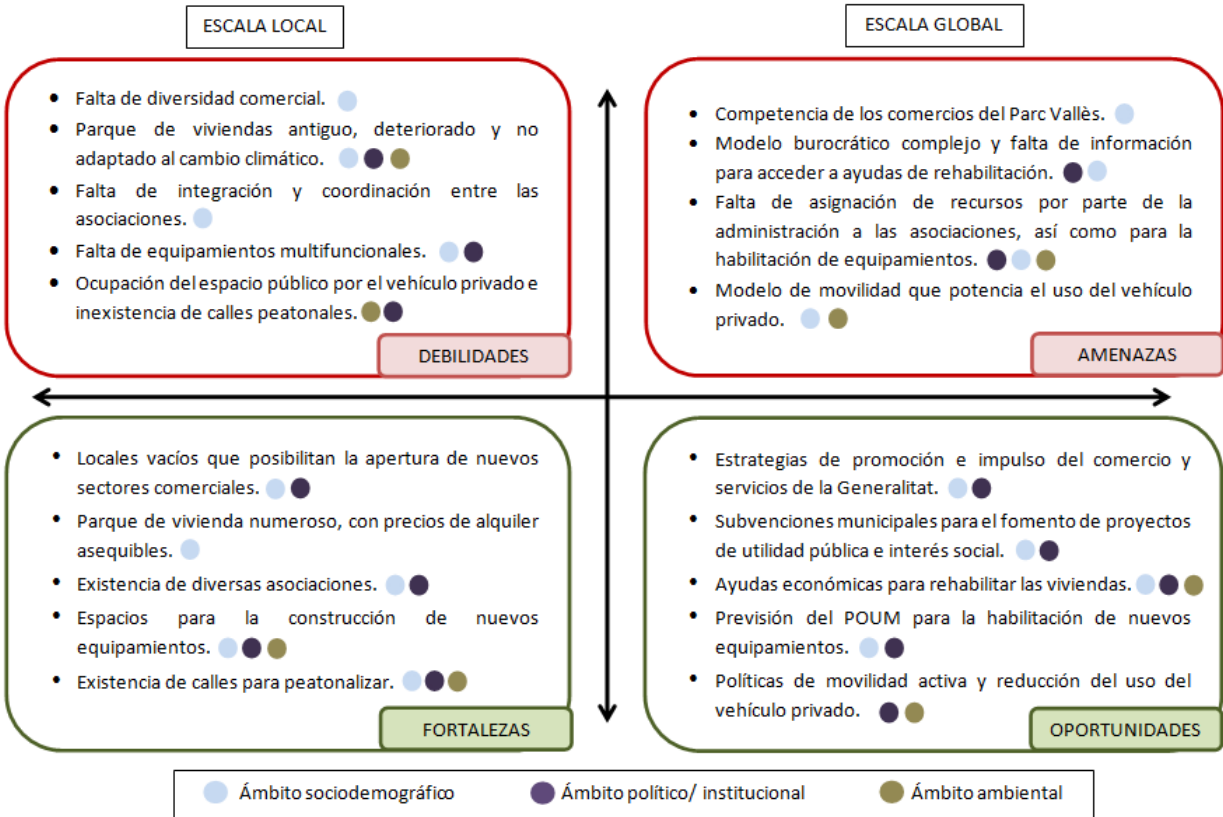 ESCALA LOCAL
ESCALA GLOBAL
• Falta de diversidad comercial.
• Parque de viviendas antiguo, deteriorado y no
adaptado al cambio climático.
• Falta de integración y coordinación entre las
asociaciones.
• Falta de equipamientos multifuncionales.
• Ocupación del espacio público por el vehículo privado e
inexistencia de calles peatonales.
DEBILIDADES
• Competencia de los comercios del Parc Vallès.
• Modelo burocrático complejo y falta de información
para acceder a ayudas de rehabilitación.
• Falta de asignación de recursos por parte de la
administración a las asociaciones, así como para la
habilitación de equipamientos.
• Modelo de movilidad que potencia el uso del vehículo
privado.
AMENAZAS
• Locales vacíos que posibilitan la apertura de nuevos
sectores comerciales.
• Parque de vivienda numeroso, con precios de alquiler
asequibles.
• Existencia de diversas asociaciones.
• Espacios para la construcción de nuevos
equipamientos.
• Existencia de calles para peatonalizar.
FORTALEZAS
• Estrategias de promoción e impulso del comercio y
servicios de la Generalitat.
• Subvenciones municipales para el fomento de proyectos
de utilidad pública e interés social.
• Ayudas económicas para rehabilitar las viviendas.
• Previsión del POUM para la habilitación de nuevos
equipamientos.
• Políticas de movilidad activa y reducción del uso del
vehículo privado.
OPORTUNIDADES
Ámbito sociodemográfico
Ámbito político/ institucional
Ámbito ambiental